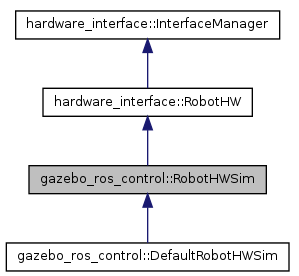 hardware_interface::InterfaceManager
hardware_interface::RobotHW
gazebo_ros_control::RobotHWSim
gazebo_ros_control::DefaultRobotHWSim